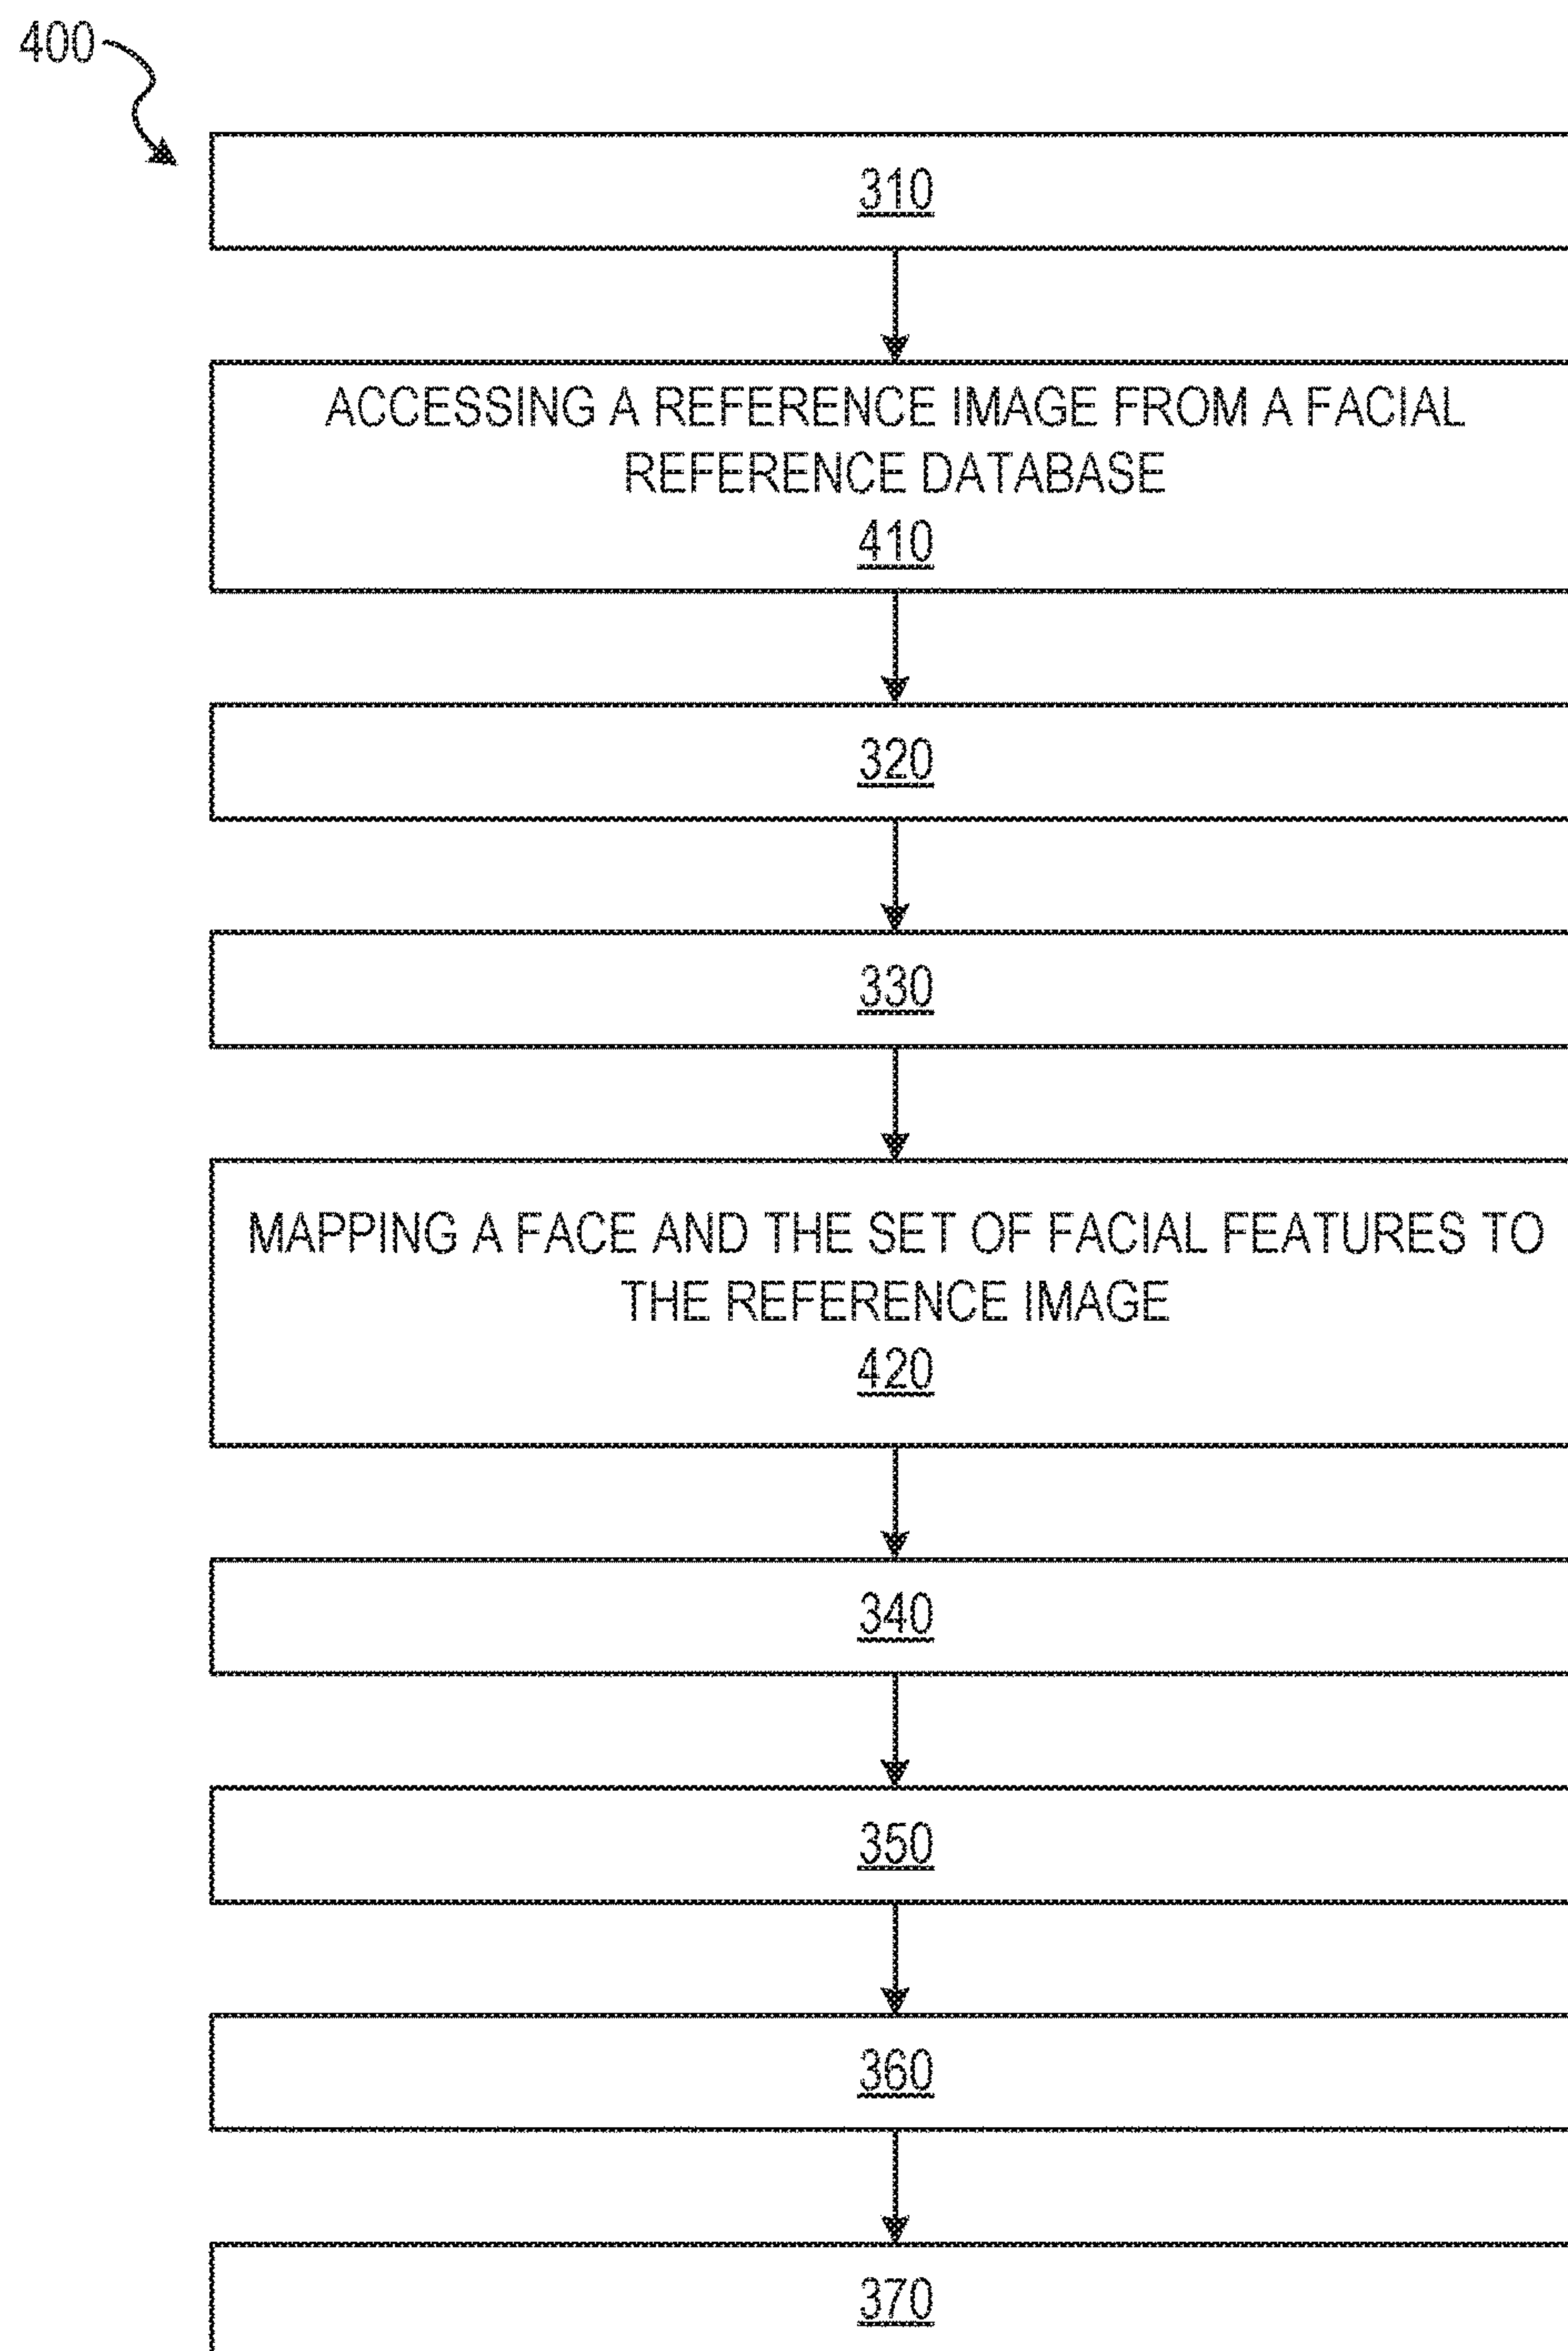 400
310
ACCESSING A REFERENCE IMAGE FROM A FACIAL
REFERENCE DATABASE
410
320
330
MAPPING A FACE AND THE SET OF FACIAL FEATURES TO
THE REFERENCE IMAGE
420
340
350
360
370